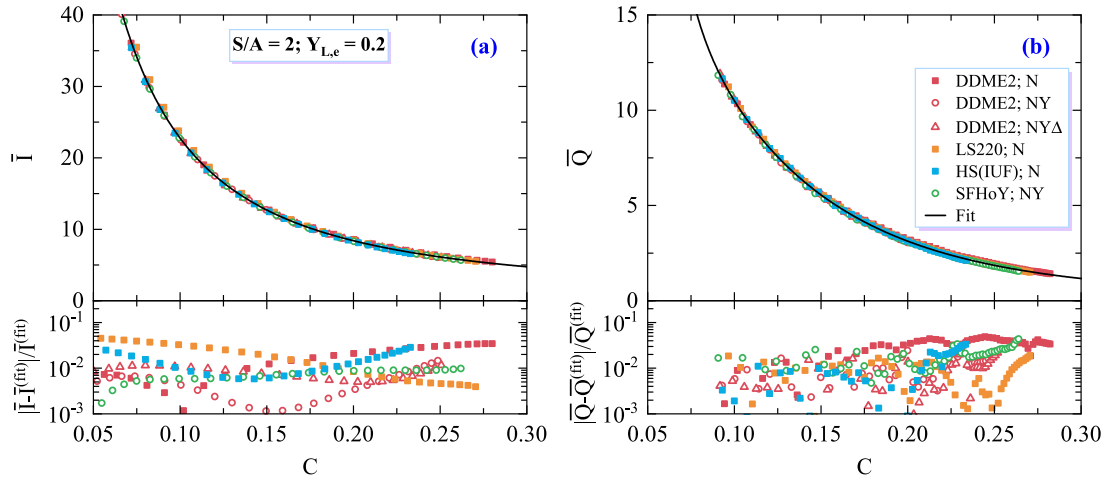 S/A = 2; Y_{L,e} = 0.2
(a)
40
30
20
10
0
Ī
10^{-1}
10^{-2}
10^{-3}
|Ī-Ī^{(fit)}|/Ī^{(fit)}
0.05 0.10 0.15 0.20 0.25 0.30
C
(b)
15
10
5
0
Q̅
DDME2; N
DDME2; NY
DDME2; NYΔ
LS220; N
HS(IUF); N
SFHoY; NY
Fit
10^{-1}
10^{-2}
10^{-3}
|Q̅-Q̅^{(fit)}|/Q̅^{(fit)}
0.05 0.10 0.15 0.20 0.25 0.30
C